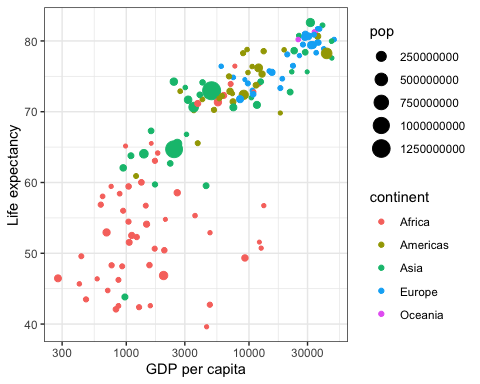 80
70
60
50
40
Life expectancy
300
1000
3000
10000
30000
GDP per capita
pop
250000000
500000000
750000000
1000000000
1250000000
continent
Africa
Americas
Asia
Europe
Oceania